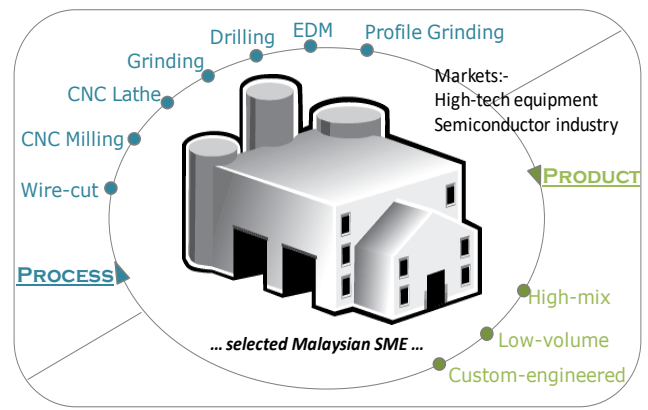 EDM
Drilling
Profile Grinding
Grinding
CNC Lathe
CNC Milling
Wire-cut
PROCESS
Markets:-
High-tech equipment
Semiconductor industry
PRODUCT
High-mix
Low-volume
Custom-engineered
... selected Malaysian SME ...